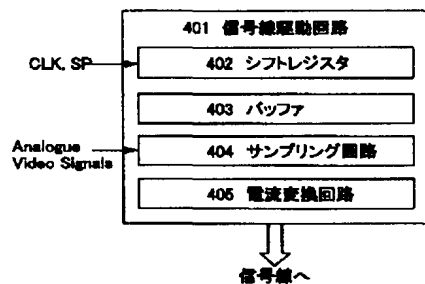 401 信号線駆動回路
CLK, SP
402 シフトレジスタ
403 バッファ
Analogue
Video Signals
404 サンプリング回路
405 電流変換回路
信号線へ